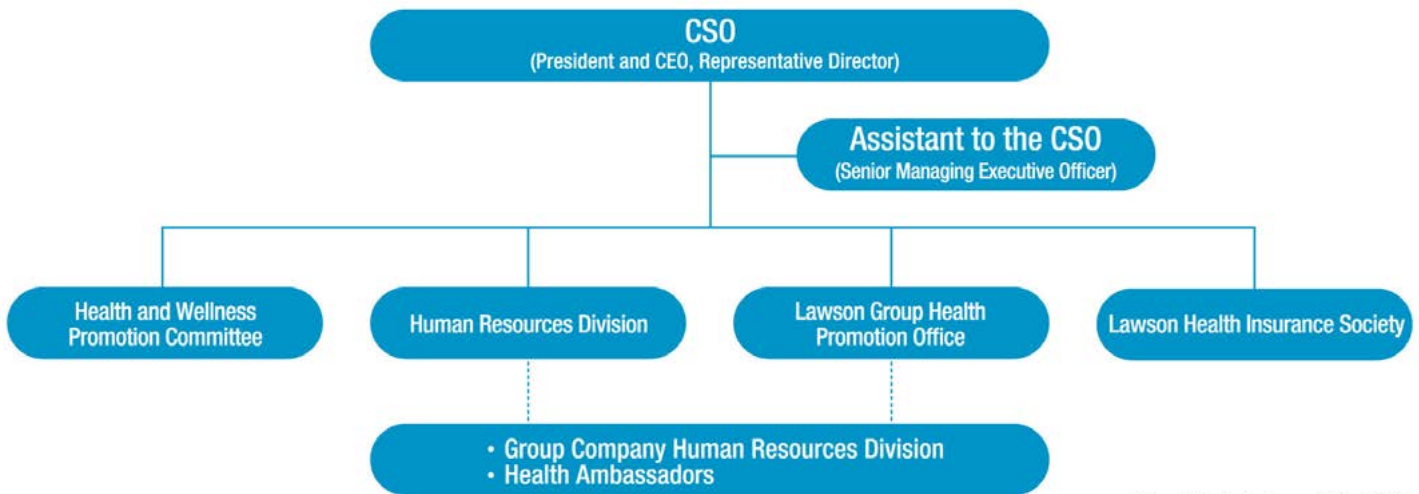 CSO
(President and CEO, Representative Director)
Assistant to the CSO
(Senior Managing Executive Officer)
Health and Wellness
Promotion Committee
Human Resources Division
Lawson Group Health
Promotion Office
Lawson Health Insurance Society
• Group Company Human Resources Division
• Health Ambassadors